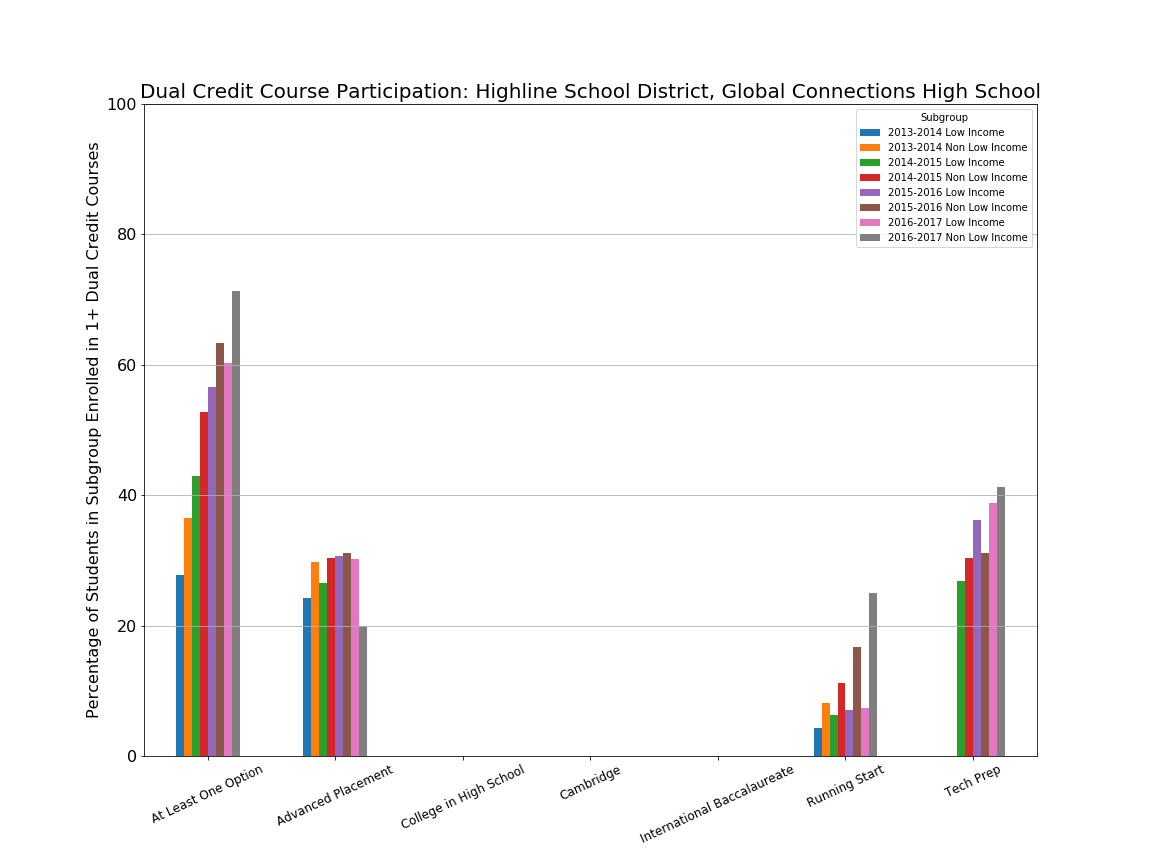 Dual Credit Course Participation: Highline School District, Global Connections High School
Subgroup
2013-2014 Low Income
2013-2014 Non Low Income
2014-2015 Low Income
2014-2015 Non Low Income
2015-2016 Low Income
2015-2016 Non Low Income
2016-2017 Low Income
2016-2017 Non Low Income
Percentage of Students in Subgroup Enrolled in 1+ Dual Credit Courses
100
80
60
40
20
0
At Least One Option
Advanced Placement
College in High School
Cambridge
International Baccalaureate
Running Start
Tech Prep